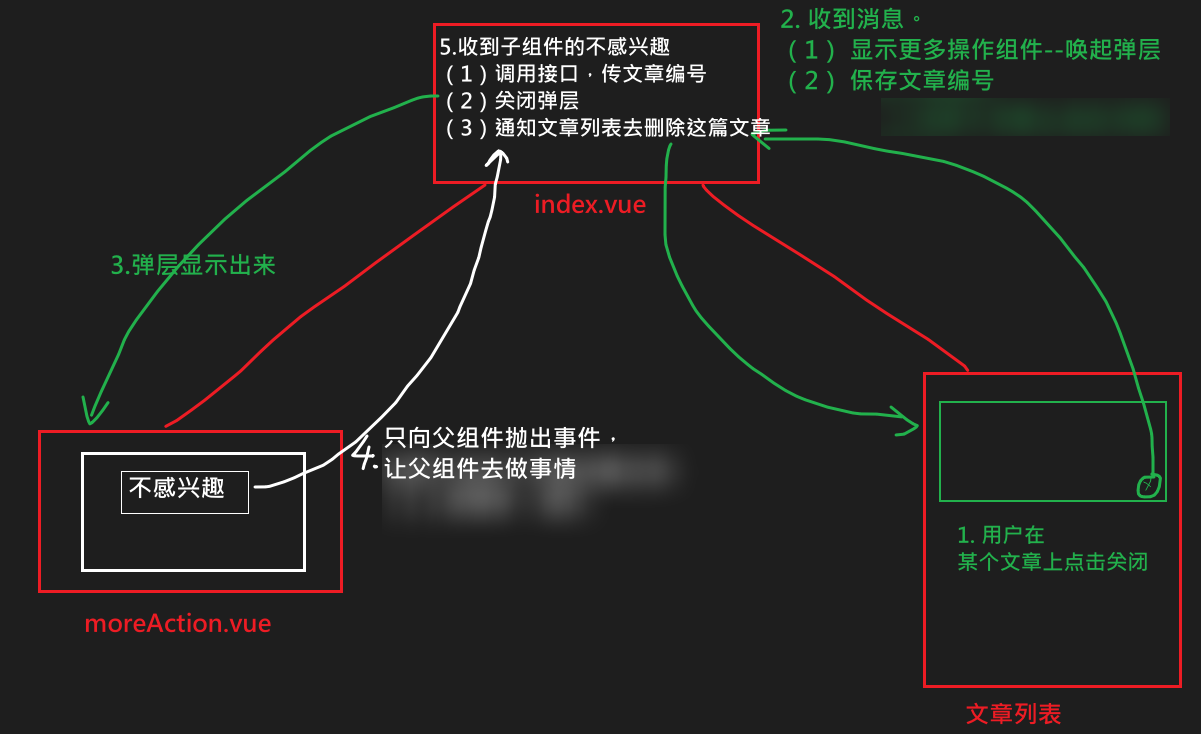 5.收到子组件的不感兴趣
（1）调用接口，传文章编号
（2）关闭弹层
（3）通知文章列表去删除这篇文章
index.vue
2. 收到消息。
（1） 显示更多操作组件--唤起弹层
（2） 保存文章编号
3.弹层显示出来
4.
只向父组件抛出事件，
让父组件去做事情
不感兴趣
moreAction.vue
1. 用户在
某个文章上点击关闭
文章列表